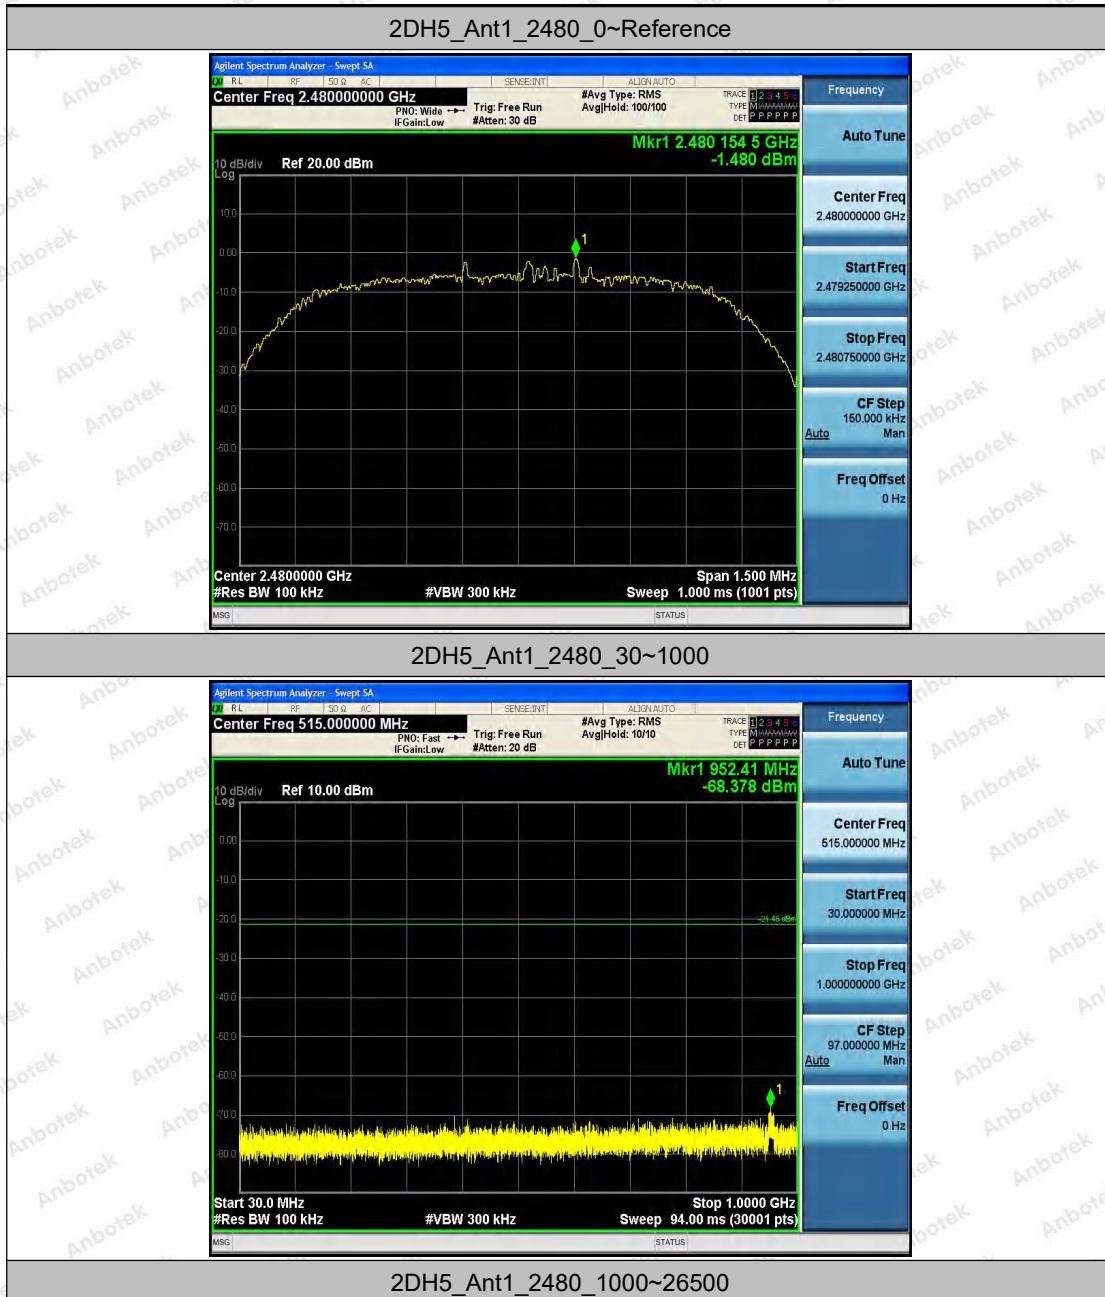 2DH5_Ant1_2480_0~Reference
Agilent Spectrum Analyzer - Swept SA
RL RF 50 Ω AC SENSE:INT ALIGN AUTO
Center Freq 2.480000000 GHz
PNO: Wide
IFGain:Low
Trig: Free Run
#Atten: 30 dB
#Avg Type: RMS
Avg|Hold: 100/100
TRACE 1 2 3 4 5 6
TYPE M
DET P P P P P P
Mkr1 2.480 154 5 GHz
-1.480 dBm
10 dB/div
Log
Ref 20.00 dBm
10.0
0.00
-10.0
-20.0
-30.0
-40.0
-50.0
-60.0
-70.0
1
Center 2.4800000 GHz
Span 1.500 MHz
#Res BW 100 kHz
#VBW 300 kHz
Sweep 1.000 ms (1001 pts)
MSG
STATUS
Frequency
Auto Tune
Center Freq
2.480000000 GHz
Start Freq
2.479250000 GHz
Stop Freq
2.480750000 GHz
CF Step
150.000 kHz
Auto Man
Freq Offset
0 Hz
2DH5_Ant1_2480_30~1000
Agilent Spectrum Analyzer - Swept SA
RL RF 50 Ω AC SENSE:INT ALIGN AUTO
Center Freq 515.000000 MHz
PNO: Fast
IFGain:Low
Trig: Free Run
#Atten: 20 dB
#Avg Type: RMS
Avg|Hold: 10/10
TRACE 1 2 3 4 5 6
TYPE M
DET P P P P P P
Mkr1 952.41 MHz
-68.378 dBm
10 dB/div
Log
Ref 10.00 dBm
0.00
-10.0
-20.0
-30.0
-40.0
-50.0
-60.0
-70.0
-80.0
-21.48 dBm
1
Start 30.0 MHz
Stop 1.0000 GHz
#Res BW 100 kHz
#VBW 300 kHz
Sweep 94.00 ms (30001 pts)
MSG
STATUS
Frequency
Auto Tune
Center Freq
515.000000 MHz
Start Freq
30.000000 MHz
Stop Freq
1.000000000 GHz
CF Step
97.000000 MHz
Auto Man
Freq Offset
0 Hz
2DH5_Ant1_2480_1000~26500
Anbotek